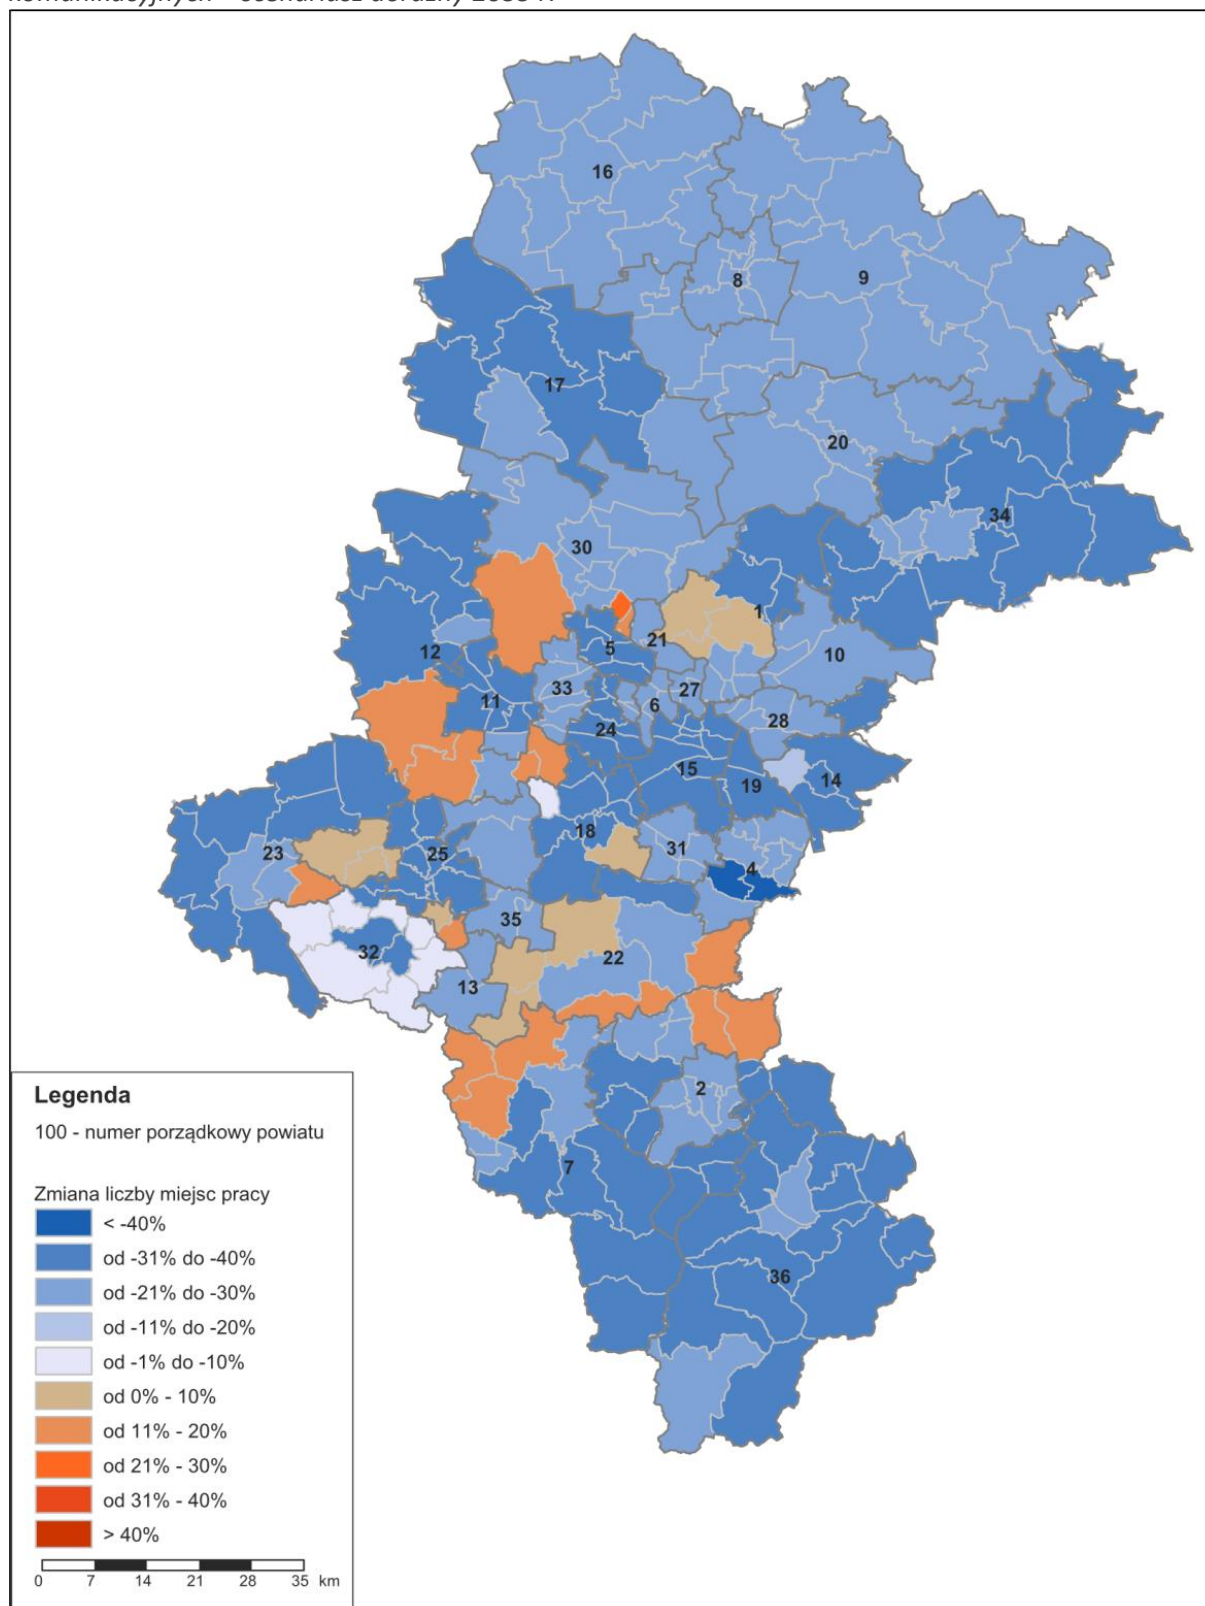 16
8
9
17
20
34
30
1
5
21
12
10
33
11
27
6
28
24
15
19
14
18
23
25
31
4
35
32
22
13
2
7
36
Legenda
100 - numer porządkowy powiatu
Zmiana liczby miejsc pracy
< -40%
od -31% do -40%
od -21% do -30%
od -11% do -20%
od -1% do -10%
od 0% - 10%
od 11% - 20%
od 21% - 30%
od 31% - 40%
> 40%
0 7 14 21 28 35 km